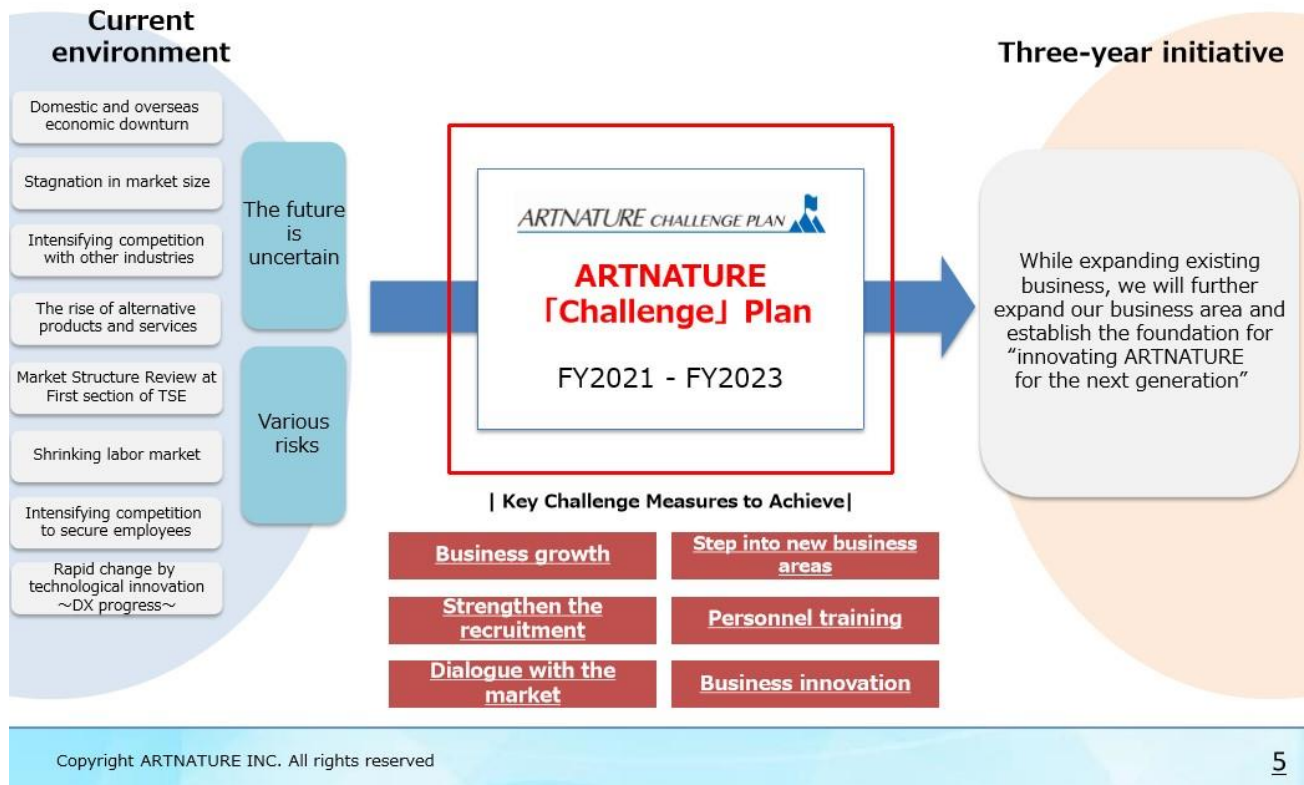 Current
environment
Domestic and overseas
economic downturn
Stagnation in market size
Intensifying competition
with other industries
The rise of alternative
products and services
Market Structure Review at
First section of TSE
Shrinking labor market
Intensifying competition
to secure employees
Rapid change by
technological innovation
～DX progress～
The future
is
uncertain
Various
risks
ARTNATURE CHALLENGE PLAN
ARTNATURE
「Challenge」Plan
FY2021 - FY2023
| Key Challenge Measures to Achieve|
Business growth
Step into new business
areas
Strengthen the
recruitment
Personnel training
Dialogue with the
market
Business innovation
Three-year initiative
While expanding existing
business, we will further
expand our business area and
establish the foundation for
“innovating ARTNATURE
for the next generation”
Copyright ARTNATURE INC. All rights reserved
5